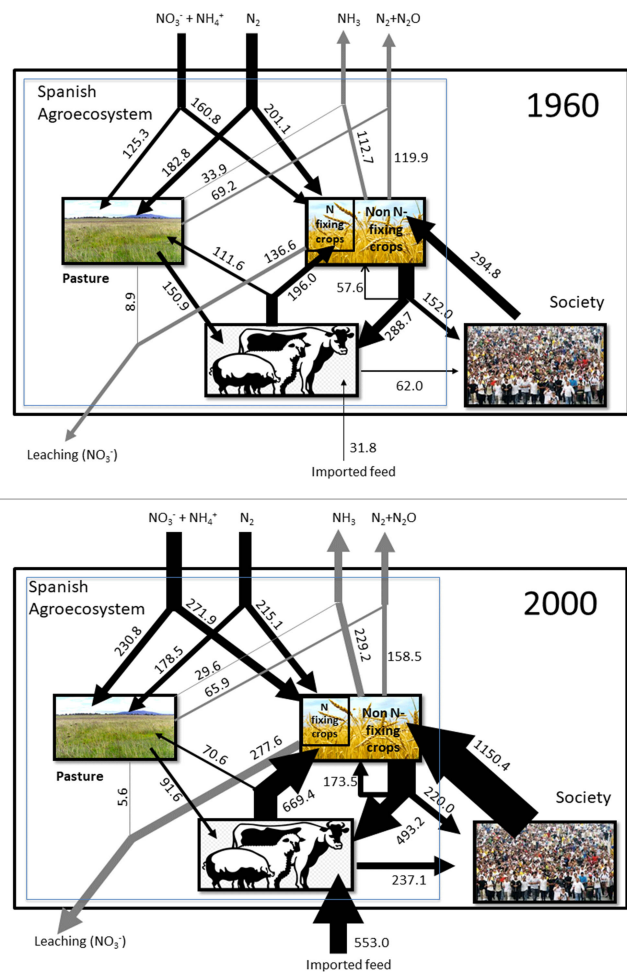 NO₃⁻ + NH₄⁺ N₂ NH₃ N₂+N₂O
Spanish
Agroecosystem
1960
125.3
160.8
182.8
201.1
33.9
69.2
112.7
119.9
N
fixing
crops
Non N-
fixing
crops
Pasture
111.6
136.6
294.8
8.9
150.9
196.0
57.6
288.7
152.0
Society
62.0
Leaching (NO₃⁻)
31.8
Imported feed
NO₃⁻ + NH₄⁺ N₂ NH₃ N₂+N₂O
Spanish
Agroecosystem
2000
230.8
271.9
178.5
215.1
29.6
65.9
229.2
158.5
N
fixing
crops
Non N-
fixing
crops
Pasture
70.6
277.6
1150.4
5.6
91.6
669.4
173.5
493.2
220.0
Society
237.1
Leaching (NO₃⁻)
553.0
Imported feed